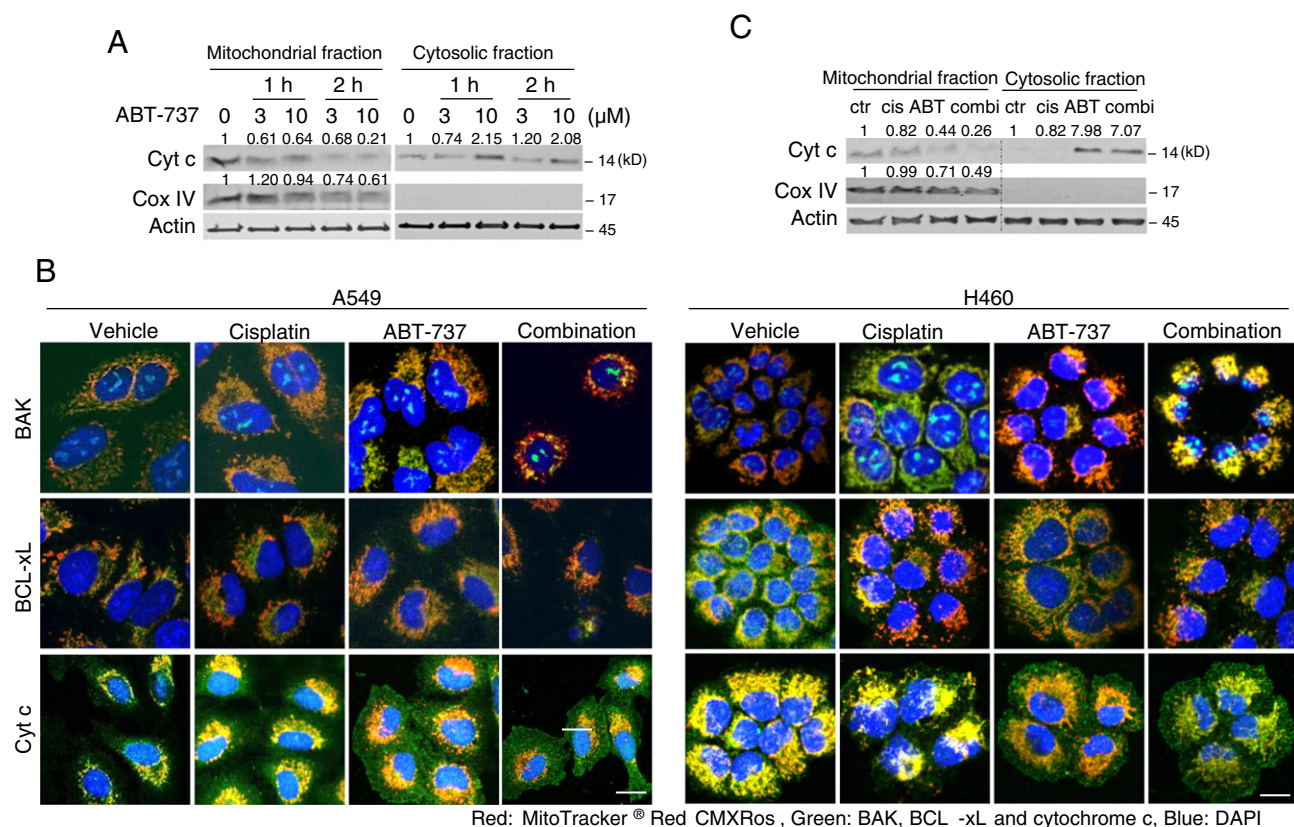 A
Mitochondrial fraction Cytosolic fraction
1 h 2 h 1 h 2 h
ABT-737 0 3 10 3 10 0 3 10 3 10 (μM)
1 0.61 0.64 0.68 0.21 1 0.74 2.15 1.20 2.08
Cyt c – 14 (kD)
1 1.20 0.94 0.74 0.61
Cox IV – 17
Actin – 45
C
Mitochondrial fraction Cytosolic fraction
ctr cis ABT combi ctr cis ABT combi
1 0.82 0.44 0.26 1 0.82 7.98 7.07
Cyt c – 14 (kD)
1 0.99 0.71 0.49
Cox IV – 17
Actin – 45
B
A549 H460
Vehicle Cisplatin ABT-737 Combination Vehicle Cisplatin ABT-737 Combination
BAK
BCL-xL
Cyt c
Red: MitoTracker ® Red CMXRos , Green: BAK, BCL -xL and cytochrome c, Blue: DAPI